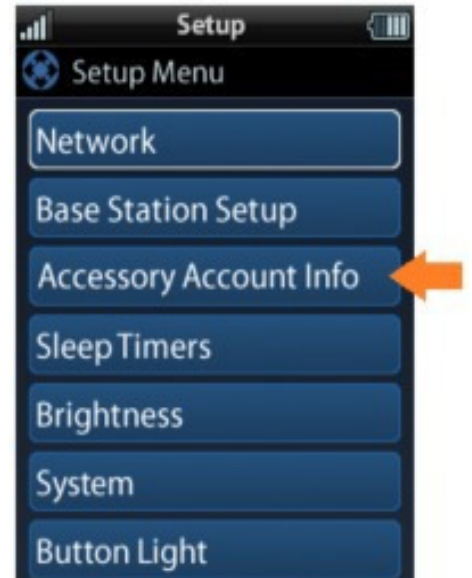 Setup
Setup Menu
Network
Base Station Setup
Accessory Account Info
Sleep Timers
Brightness
System
Button Light